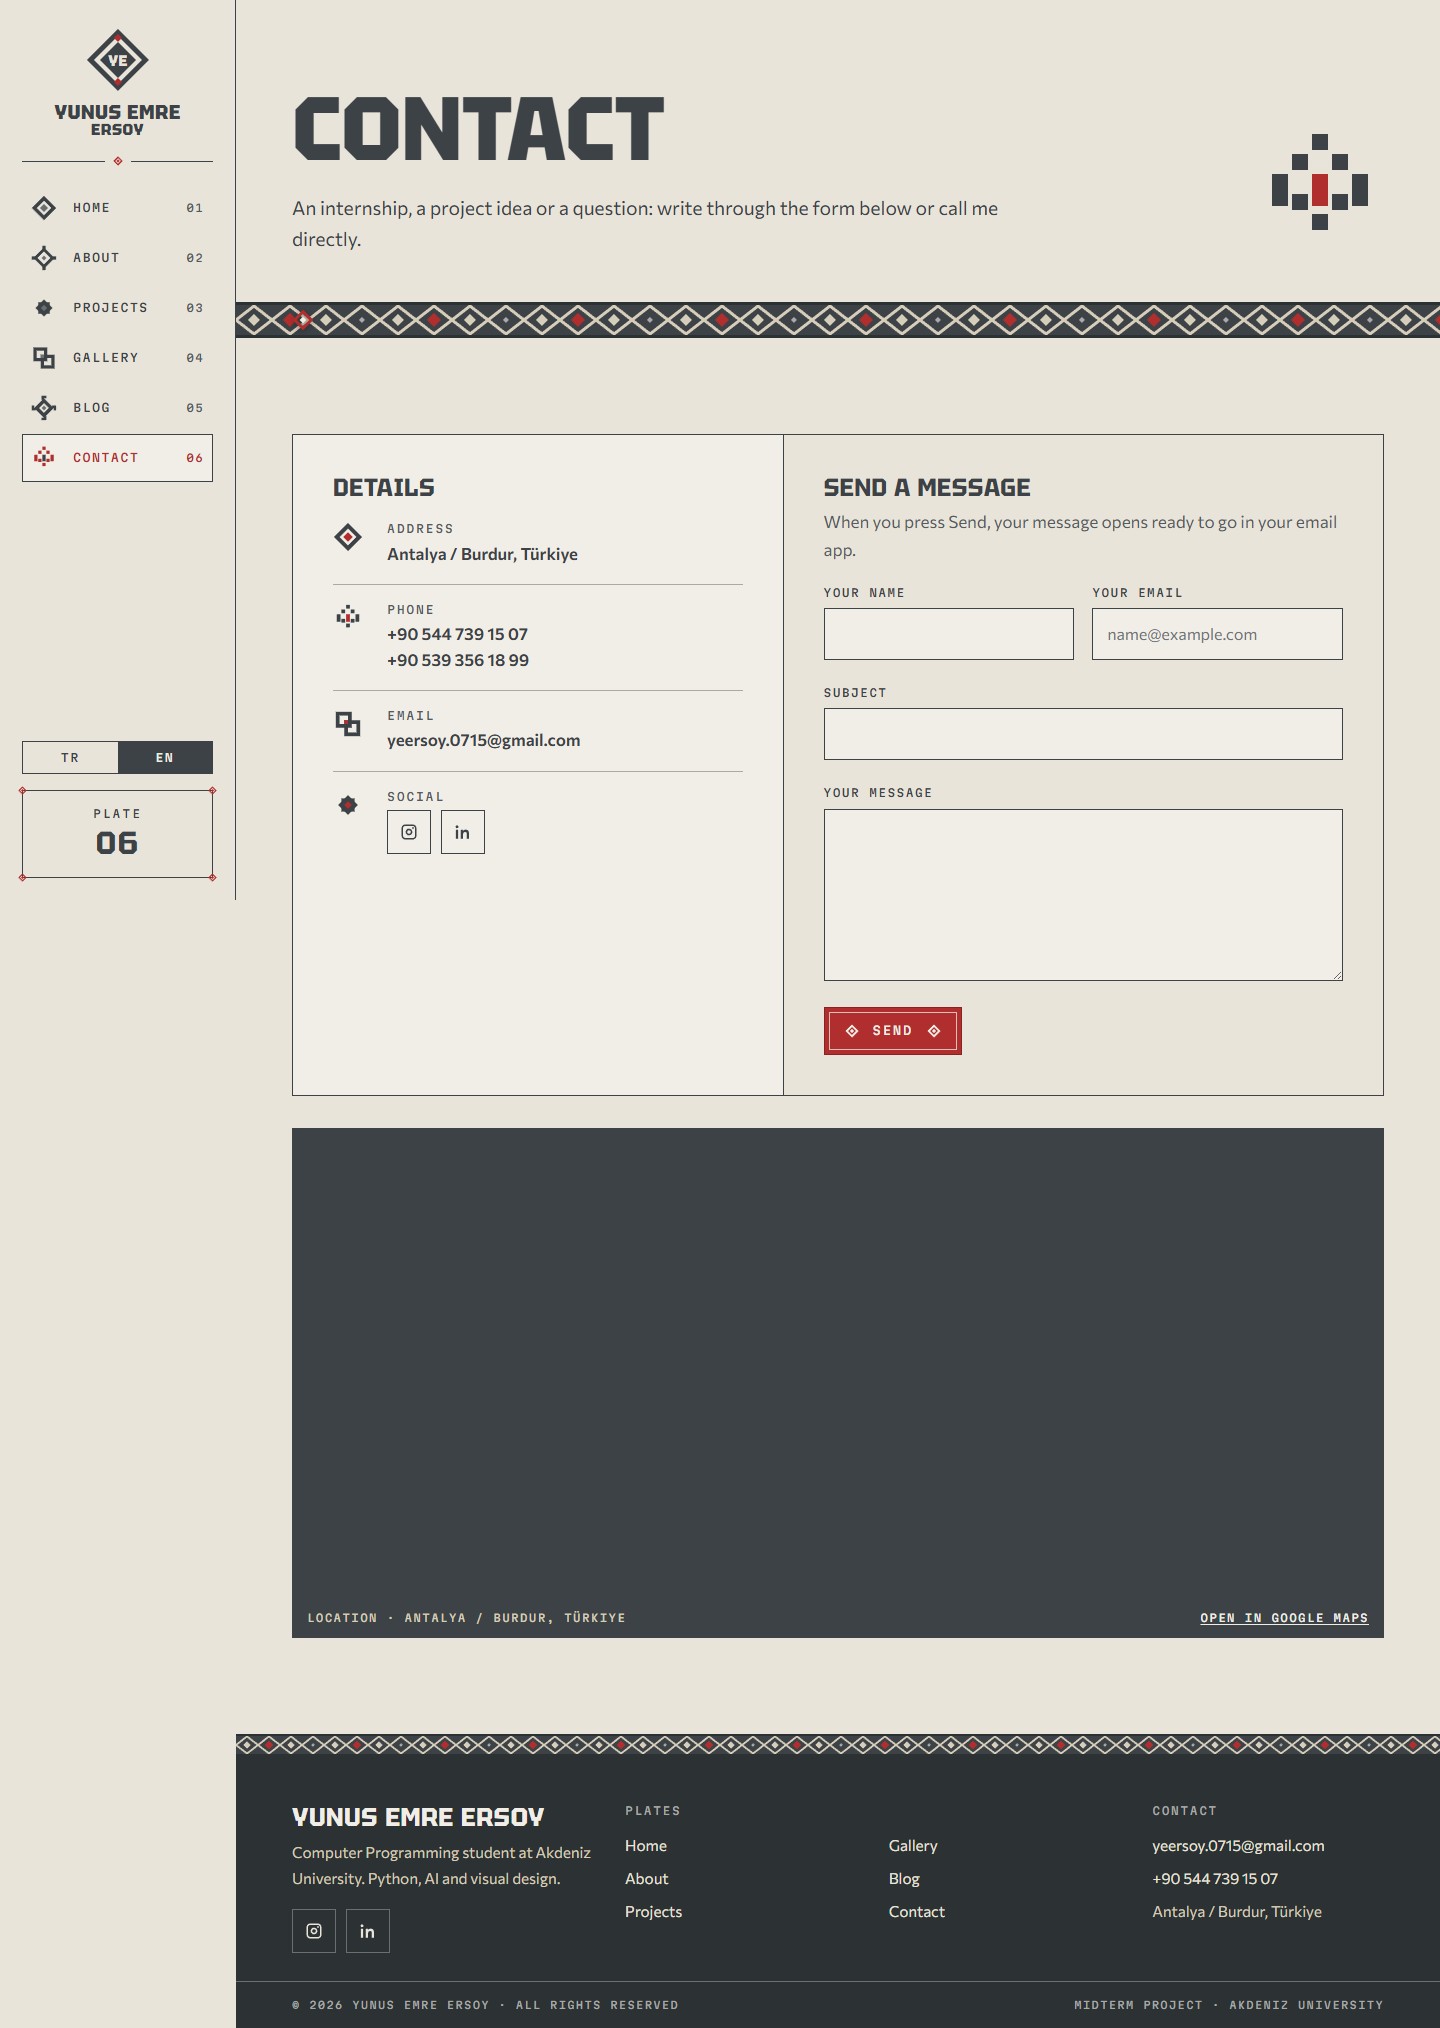 YE
YUNUS EMRE
ERSOY
HOME 01
ABOUT 02
PROJECTS 03
GALLERY 04
BLOG 05
CONTACT 06
TR EN
PLATE
06
CONTACT
An internship, a project idea or a question: write through the form below or call me
directly.
DETAILS
ADDRESS
Antalya / Burdur, Türkiye
PHONE
+90 544 739 15 07
+90 539 356 18 99
EMAIL
yeersoy.0715@gmail.com
SOCIAL
in
SEND A MESSAGE
When you press Send, your message opens ready to go in your email
app.
YOUR NAME YOUR EMAIL
name@example.com
SUBJECT
YOUR MESSAGE
SEND
LOCATION · ANTALYA / BURDUR, TÜRKIYE OPEN IN GOOGLE MAPS
YUNUS EMRE ERSOY
Computer Programming student at Akdeniz
University. Python, AI and visual design.
in
PLATES
Home
About
Projects
Gallery
Blog
Contact
CONTACT
yeersoy.0715@gmail.com
+90 544 739 15 07
Antalya / Burdur, Türkiye
© 2026 YUNUS EMRE ERSOY · ALL RIGHTS RESERVED MIDTERM PROJECT · AKDENIZ UNIVERSITY